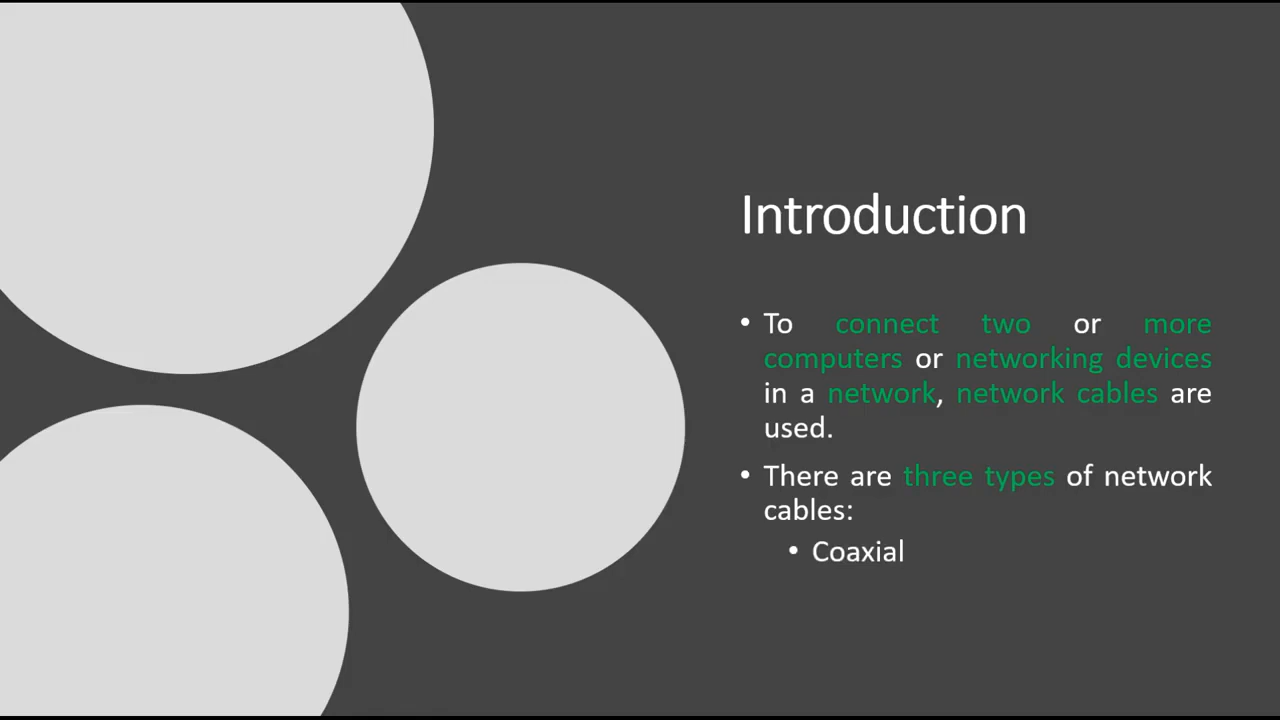 Introduction
• To connect two or more
computers or networking devices
in a network, network cables are
used.
• There are three types of network
cables:
• Coaxial